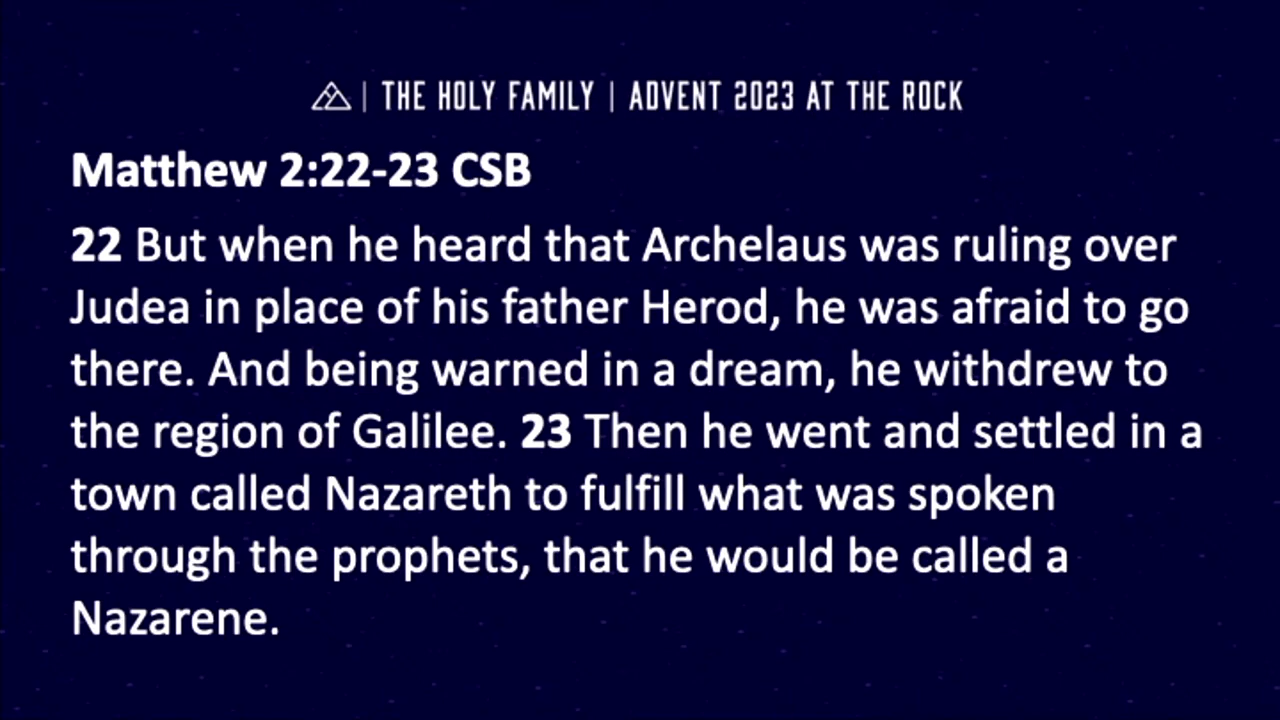 | THE HOLY FAMILY | ADVENT 2023 AT THE ROCK
Matthew 2:22-23 CSB
22 But when he heard that Archelaus was ruling over
Judea in place of his father Herod, he was afraid to go
there. And being warned in a dream, he withdrew to
the region of Galilee. 23 Then he went and settled in a
town called Nazareth to fulfill what was spoken
through the prophets, that he would be called a
Nazarene.